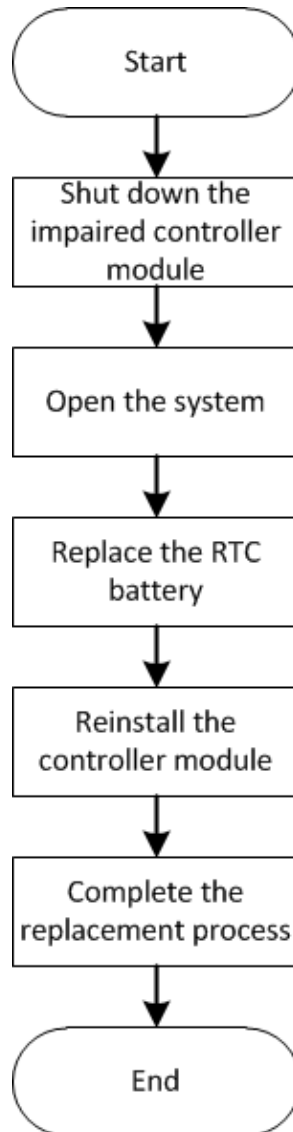 Start
Shut down the
impaired controller
module
Open the system
Replace the RTC
battery
Reinstall the
controller module
Complete the
replacement process
End